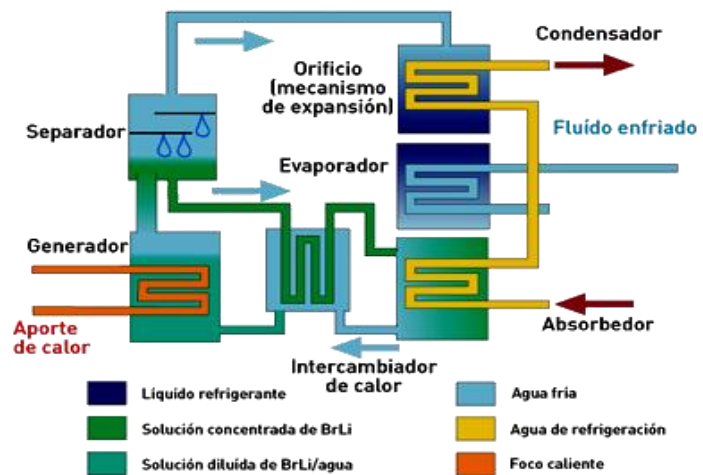 Condensador
Orificio
(mecanismo
de expansión)
Separador
Fluído enfriado
Evaporador
Generador
Aporte
de calor
Absorbedor
Intercambiador
de calor
Líquido refrigerante
Agua fría
Solución concentrada de BrLi
Agua de refrigeración
Solución diluída de BrLi/agua
Foco caliente